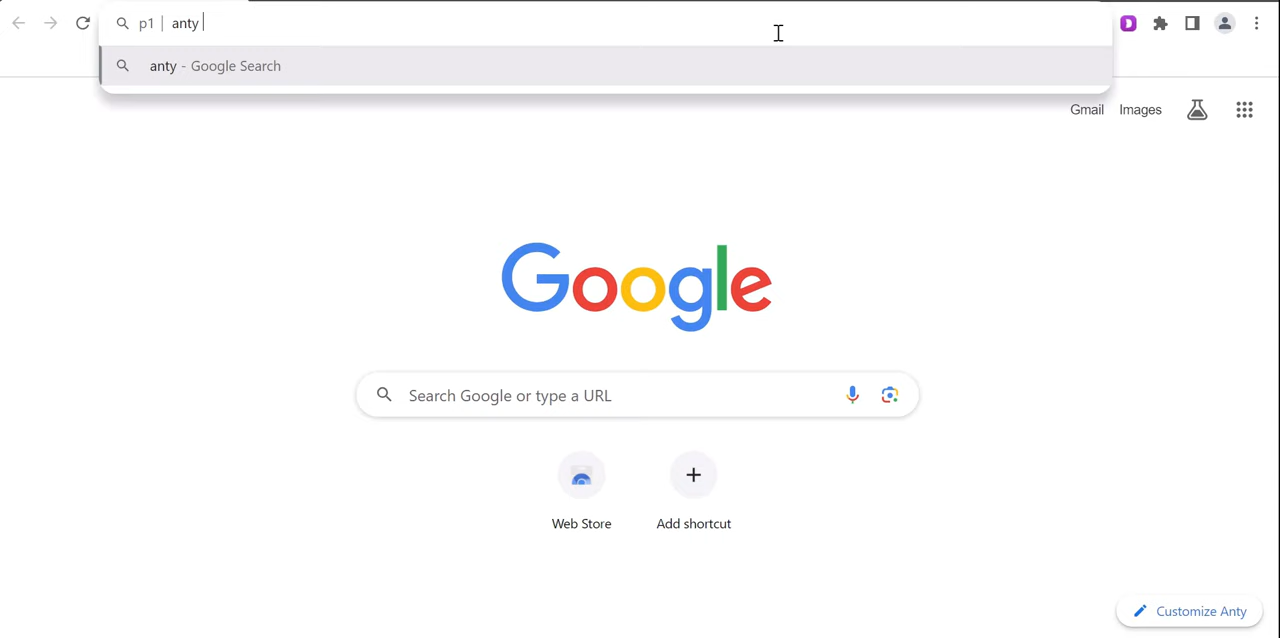 p1 | anty
anty - Google Search
Gmail Images
Google
Search Google or type a URL
Web Store
Add shortcut
Customize Anty